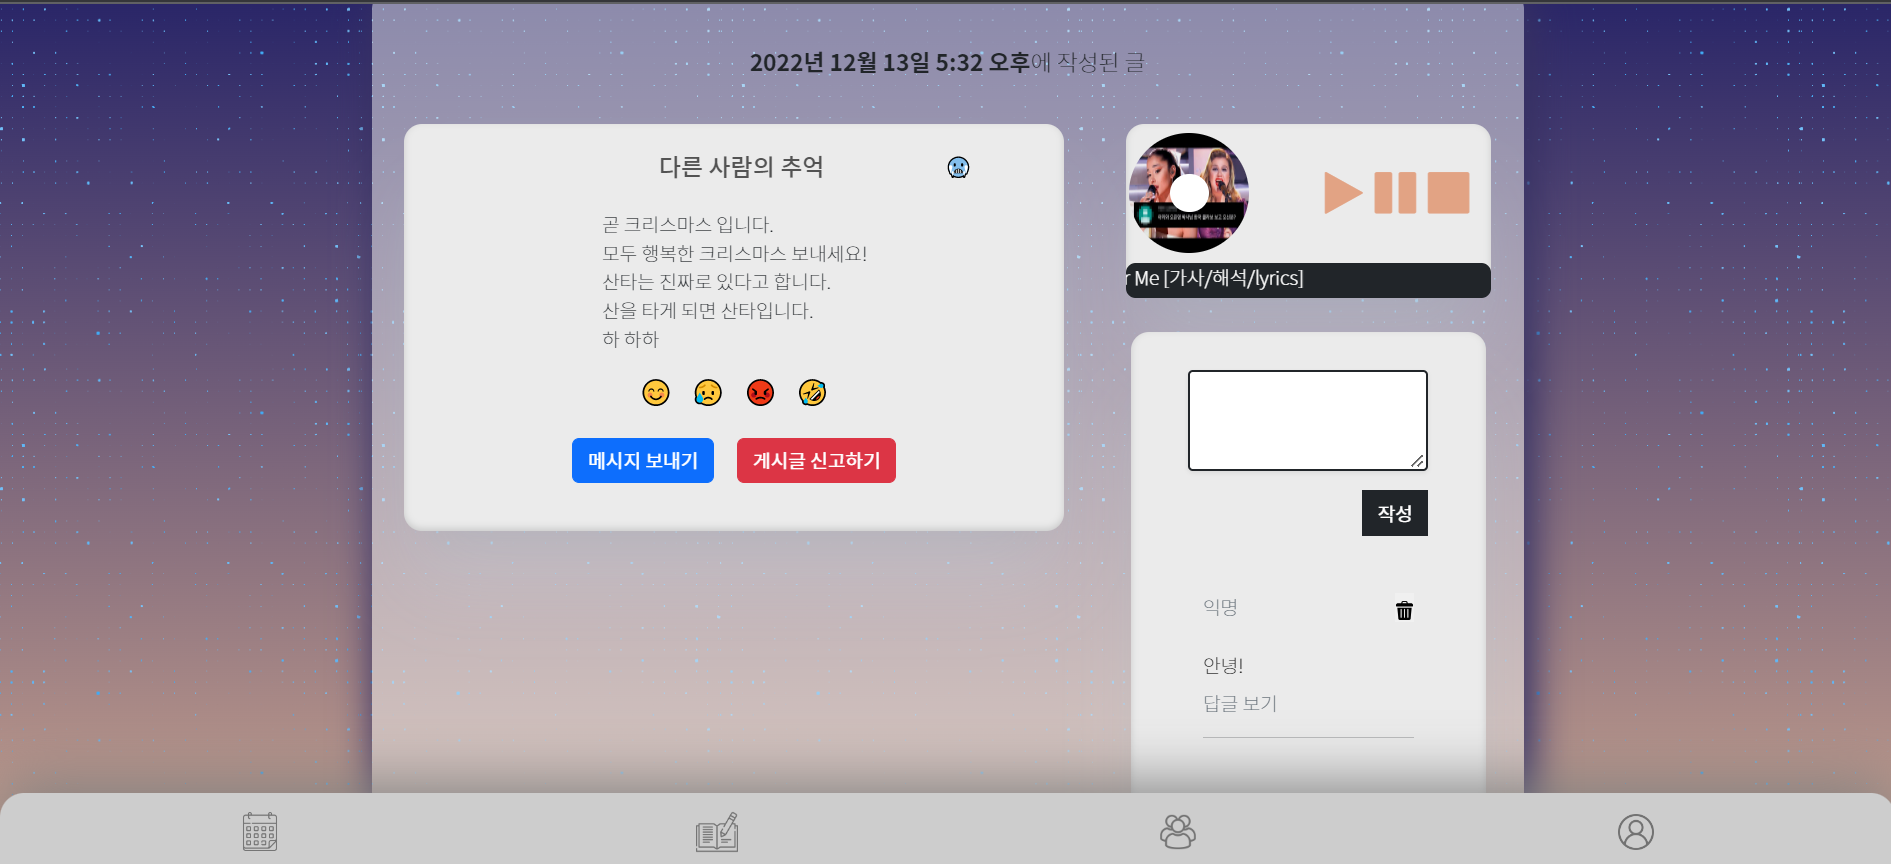 2022년 12월 13일 5:32 오후에 작성된 글
다른 사람의 추억
곧 크리스마스 입니다.
모두 행복한 크리스마스 보내세요!
산타는 진짜로 있다고 합니다.
산을 타게 되면 산타입니다.
하 하하
메시지 보내기
게시글 신고하기
r Me [가사/해석/lyrics]
작성
익명
안녕!
답글 보기